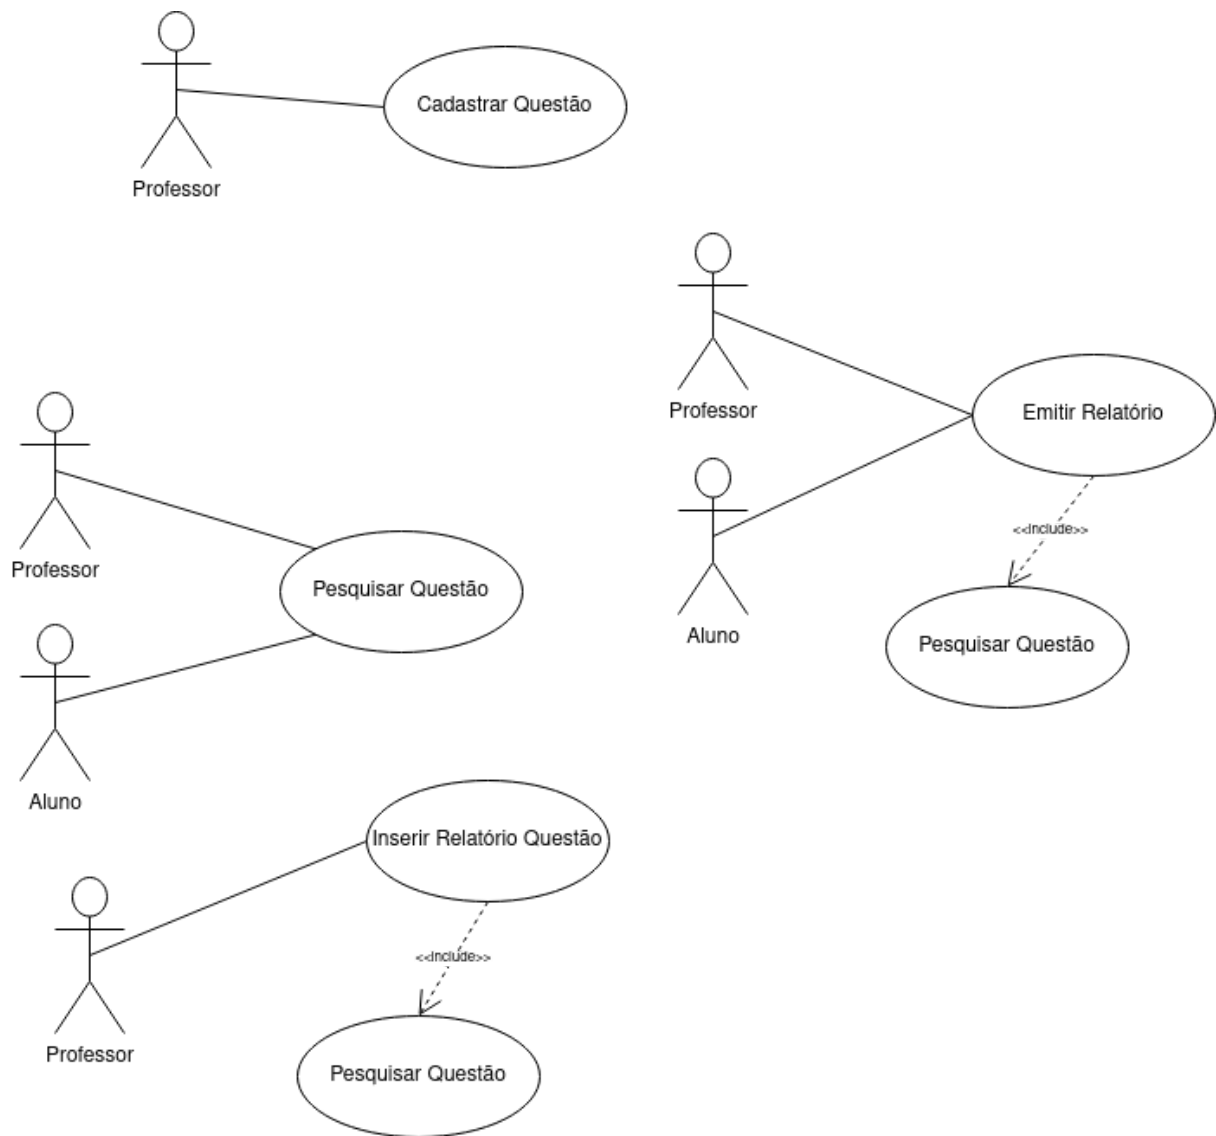 Cadastrar Questão
Professor
Professor
Emitir Relatório
Aluno
<<Include>>
Pesquisar Questão
Professor
Pesquisar Questão
Aluno
Inserir Relatório Questão
Professor
<<Include>>
Pesquisar Questão